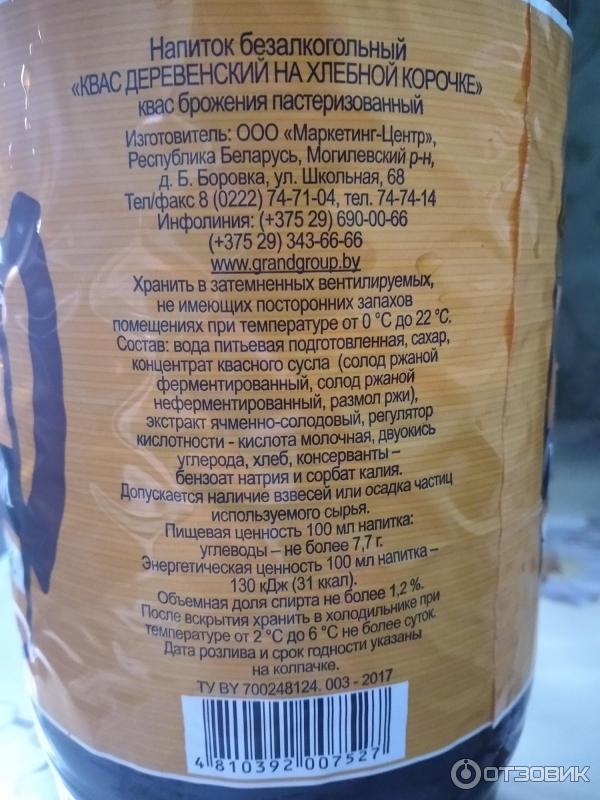 Напиток безалкогольный
«КВАС ДЕРЕВЕНСКИЙ НА ХЛЕБНОЙ КОРОЧКЕ»
квас брожения пастеризованный
Изготовитель: ООО «Маркетинг-Центр»,
Республика Беларусь, Могилевский р-н,
д. Б. Боровка, ул. Школьная, 68
Тел/факс 8 (0222) 74-71-04, тел. 74-74-14
Инфолиния: (+375 29) 690-00-66
(+375 29) 343-66-66
www.grandgroup.by
Хранить в затемненных вентилируемых,
не имеющих посторонних запахов
помещениях при температуре от 0 °С до 22 °С.
Состав: вода питьевая подготовленная, сахар,
концентрат квасного сусла (солод ржаной
ферментированный, солод ржаной
неферментированный, размол ржи),
экстракт ячменно-солодовый, регулятор
кислотности - кислота молочная, двуокись
углерода, хлеб, консерванты –
бензоат натрия и сорбат калия.
Допускается наличие взвесей или осадка частиц
используемого сырья.
Пищевая ценность 100 мл напитка:
углеводы – не более 7,7 г.
Энергетическая ценность 100 мл напитка –
130 кДж (31 ккал).
Объемная доля спирта не более 1,2 %.
После вскрытия хранить в холодильнике при
температуре от 2 °С до 6 °С не более суток.
Дата розлива и срок годности указаны
на колпачке.
ТУ BY 700248124. 003 - 2017
4 810392 007527
ОТЗОВИК